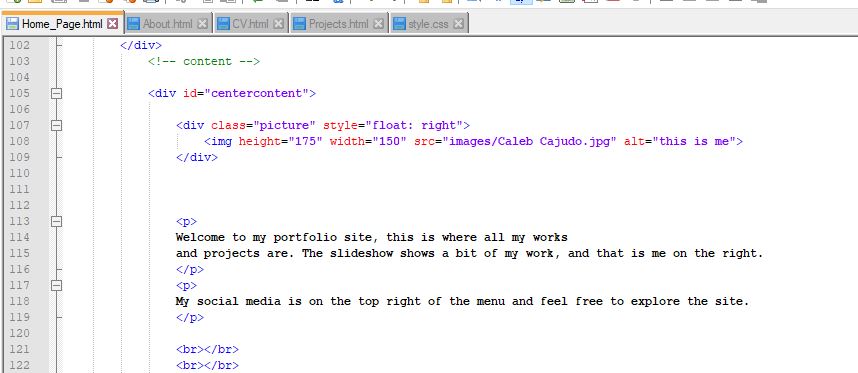 Home_Page.html About.html CV.html Projects.html style.css
102 </div>
103 <!-- content -->
104
105 <div id="centercontent">
106
107 <div class="picture" style="float: right">
108 <img height="175" width="150" src="images/Caleb Cajudo.jpg" alt="this is me">
109 </div>
110
111
112
113 <p>
114 Welcome to my portfolio site, this is where all my works
115 and projects are. The slideshow shows a bit of my work, and that is me on the right.
116 </p>
117 <p>
118 My social media is on the top right of the menu and feel free to explore the site.
119 </p>
120
121 <br></br>
122 <br></br>